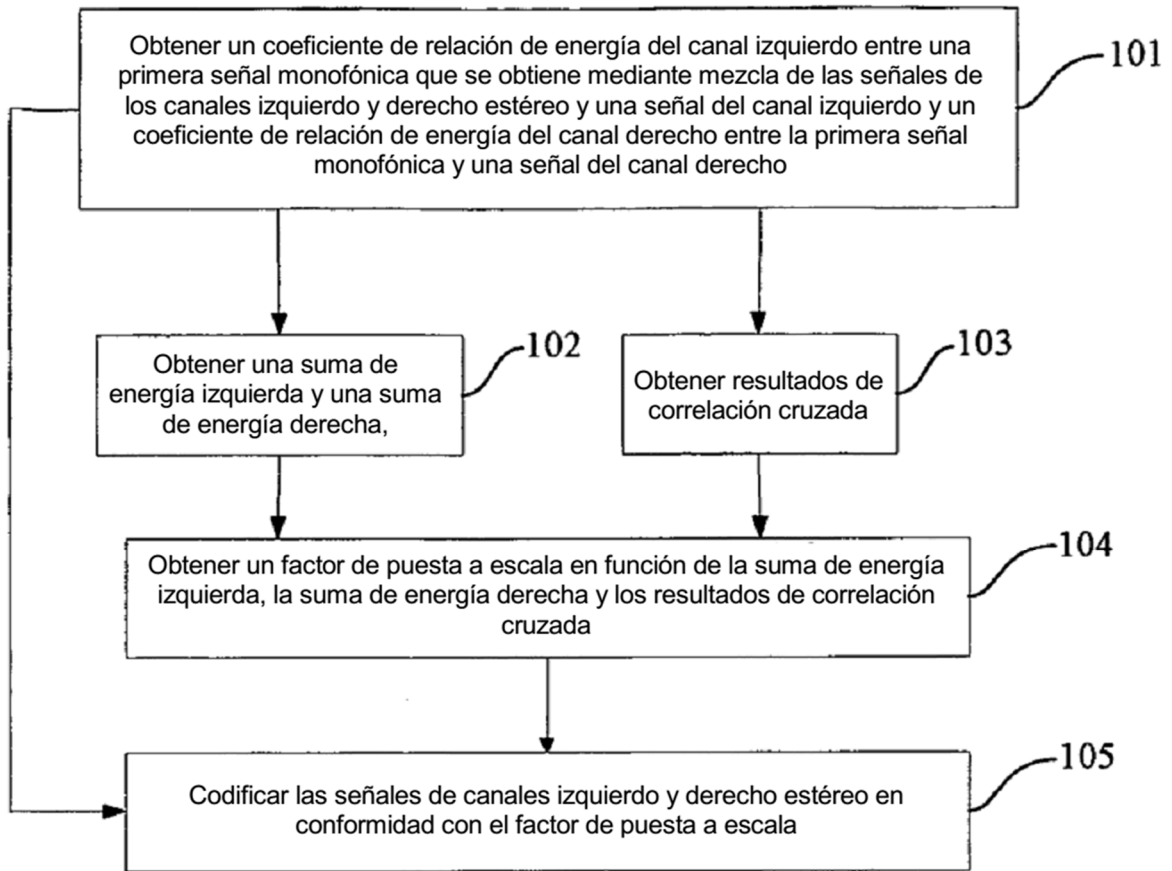 Obtener un coeficiente de relación de energía del canal izquierdo entre una
primera señal monofónica que se obtiene mediante mezcla de las señales de
los canales izquierdo y derecho estéreo y una señal del canal izquierdo y un
coeficiente de relación de energía del canal derecho entre la primera señal
monofónica y una señal del canal derecho
101
Obtener una suma de
energía izquierda y una suma
de energía derecha,
102
Obtener resultados de
correlación cruzada
103
Obtener un factor de puesta a escala en función de la suma de energía
izquierda, la suma de energía derecha y los resultados de correlación
cruzada
104
Codificar las señales de canales izquierdo y derecho estéreo en
conformidad con el factor de puesta a escala
105